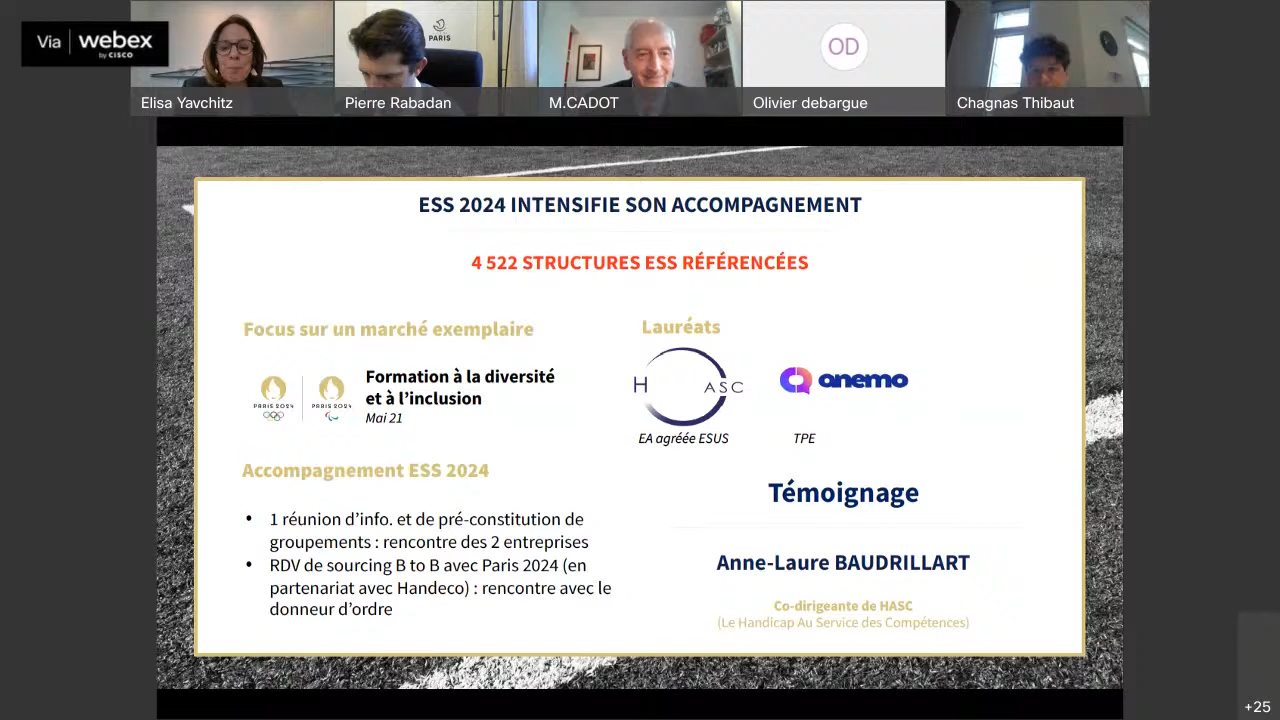 Via webex
by CISCO
PARIS
OD
Elisa Yavchitz
Pierre Rabadan
M.CADOT
Olivier debargue
Chagnas Thibaut
ESS 2024 INTENSIFIE SON ACCOMPAGNEMENT
4 522 STRUCTURES ESS RÉFÉRENCÉES
Focus sur un marché exemplaire
PARIS 2024
PARIS 2024
Formation à la diversité
et à l’inclusion
Mai 21
Accompagnement ESS 2024
• 1 réunion d’info. et de pré-constitution de
groupements : rencontre des 2 entreprises
• RDV de sourcing B to B avec Paris 2024 (en
partenariat avec Handeco) : rencontre avec le
donneur d’ordre
Lauréats
H ASC
onemo
EA agréée ESUS
TPE
Témoignage
Anne-Laure BAUDRILLART
Co-dirigeante de HASC
(Le Handicap Au Service des Compétences)
+25